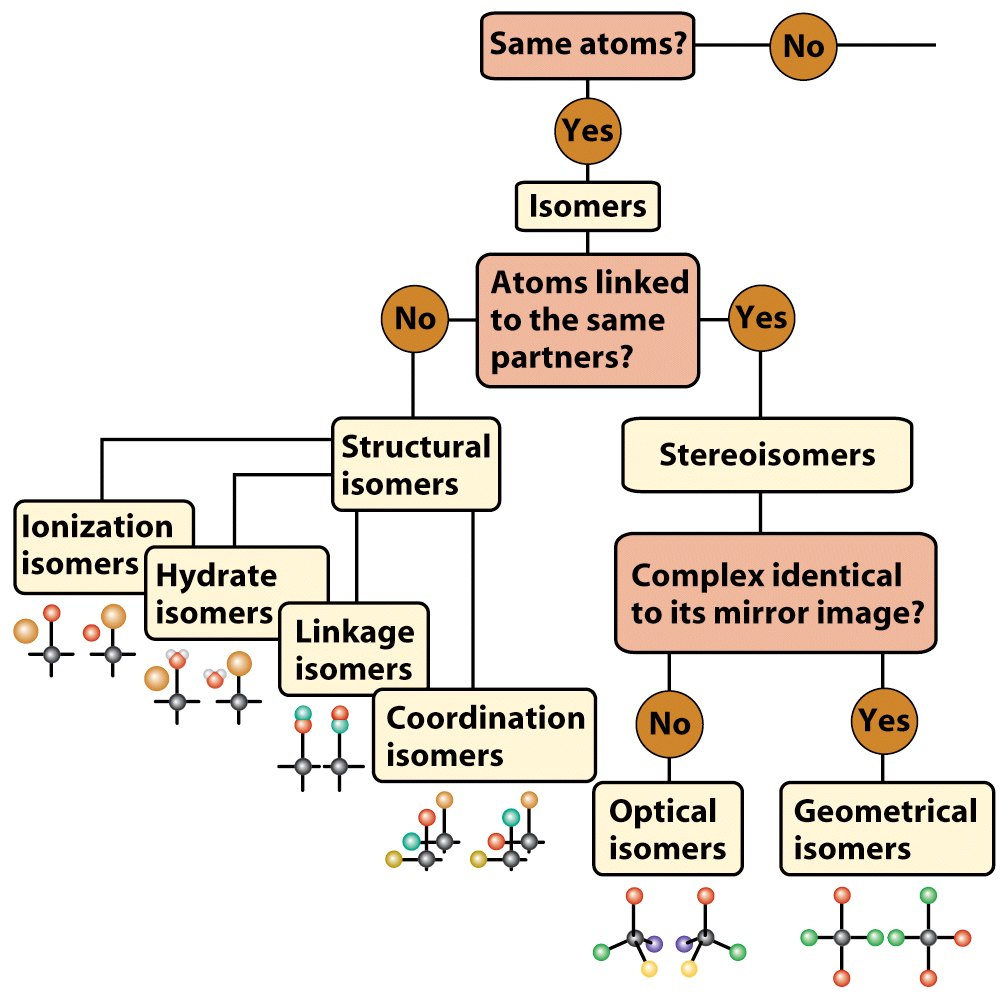 Same atoms?
No
Yes
Isomers
Atoms linked
to the same
partners?
No
Yes
Structural
isomers
Stereoisomers
Ionization
isomers
Hydrate
isomers
Linkage
isomers
Coordination
isomers
Complex identical
to its mirror image?
No
Yes
Optical
isomers
Geometrical
isomers